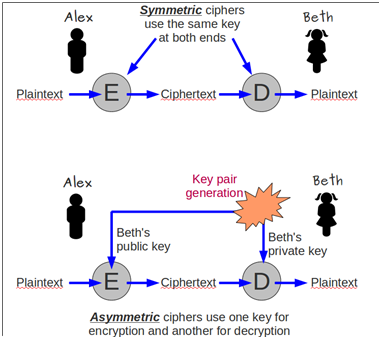 Alex
Symmetric ciphers
use the same key
at both ends
Beth
Plaintext
E
Ciphertext
D
Plaintext
Alex
Key pair
generation
Beth
Beth's
public key
Beth's
private key
Plaintext
E
Ciphertext
D
Plaintext
Asymmetric ciphers use one key for
encryption and another for decryption